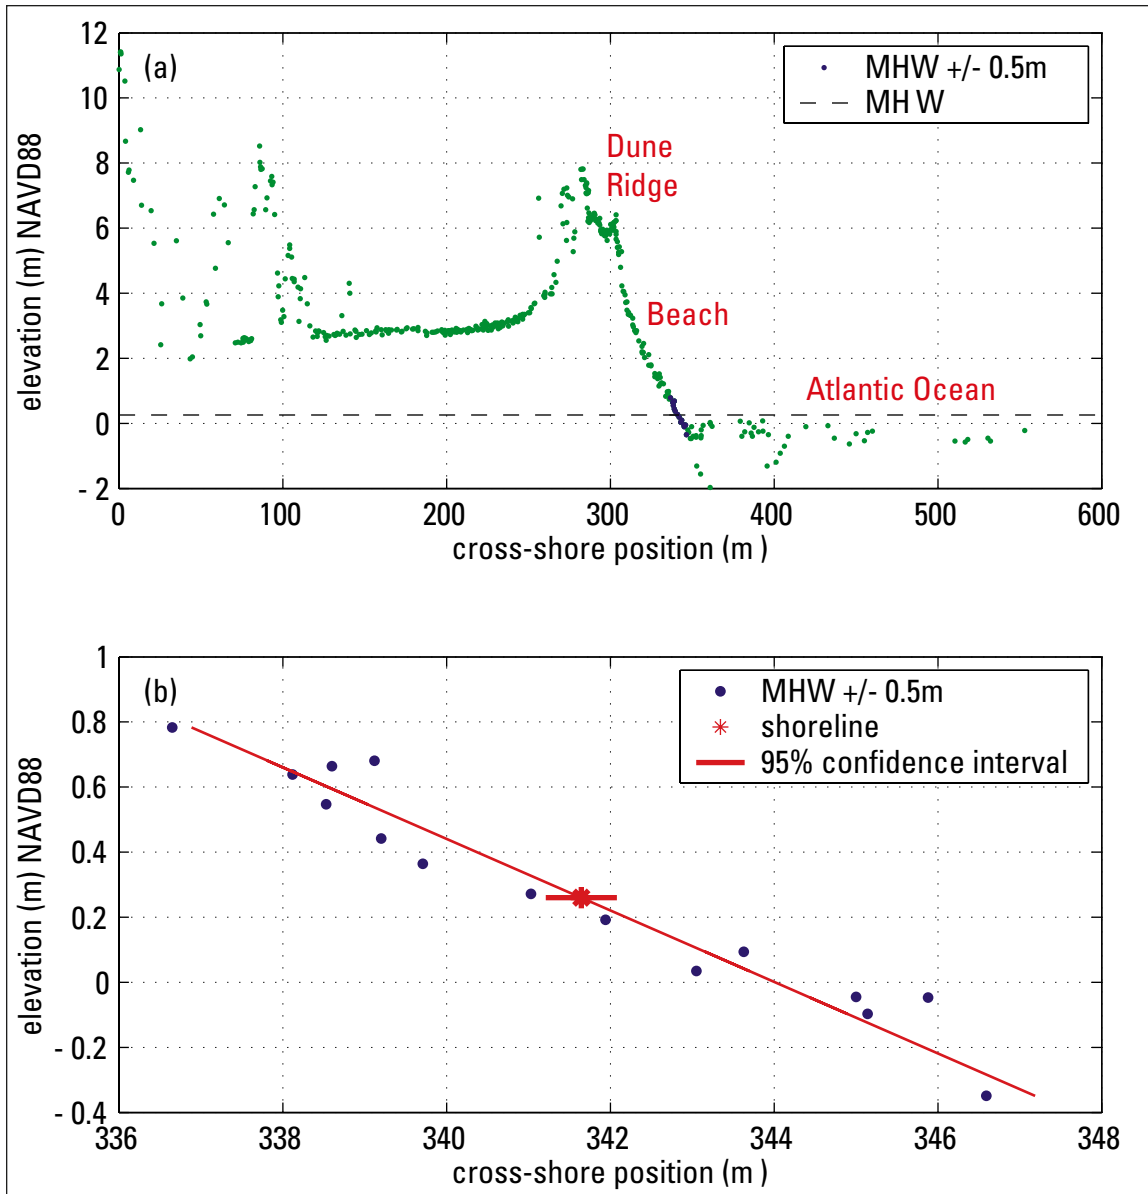 12
10
8
6
4
2
0
- 2
elevation (m) NAVD88
(a)
MHW +/- 0.5m
MH W
Dune
Ridge
Beach
Atlantic Ocean
0
100
200
300
400
500
600
cross-shore position (m )
1
0.8
0.6
0.4
0.2
0
- 0.2
- 0.4
elevation (m) NAVD88
(b)
MHW +/- 0.5m
shoreline
95% confidence interval
336
338
340
342
344
346
348
cross-shore position (m )